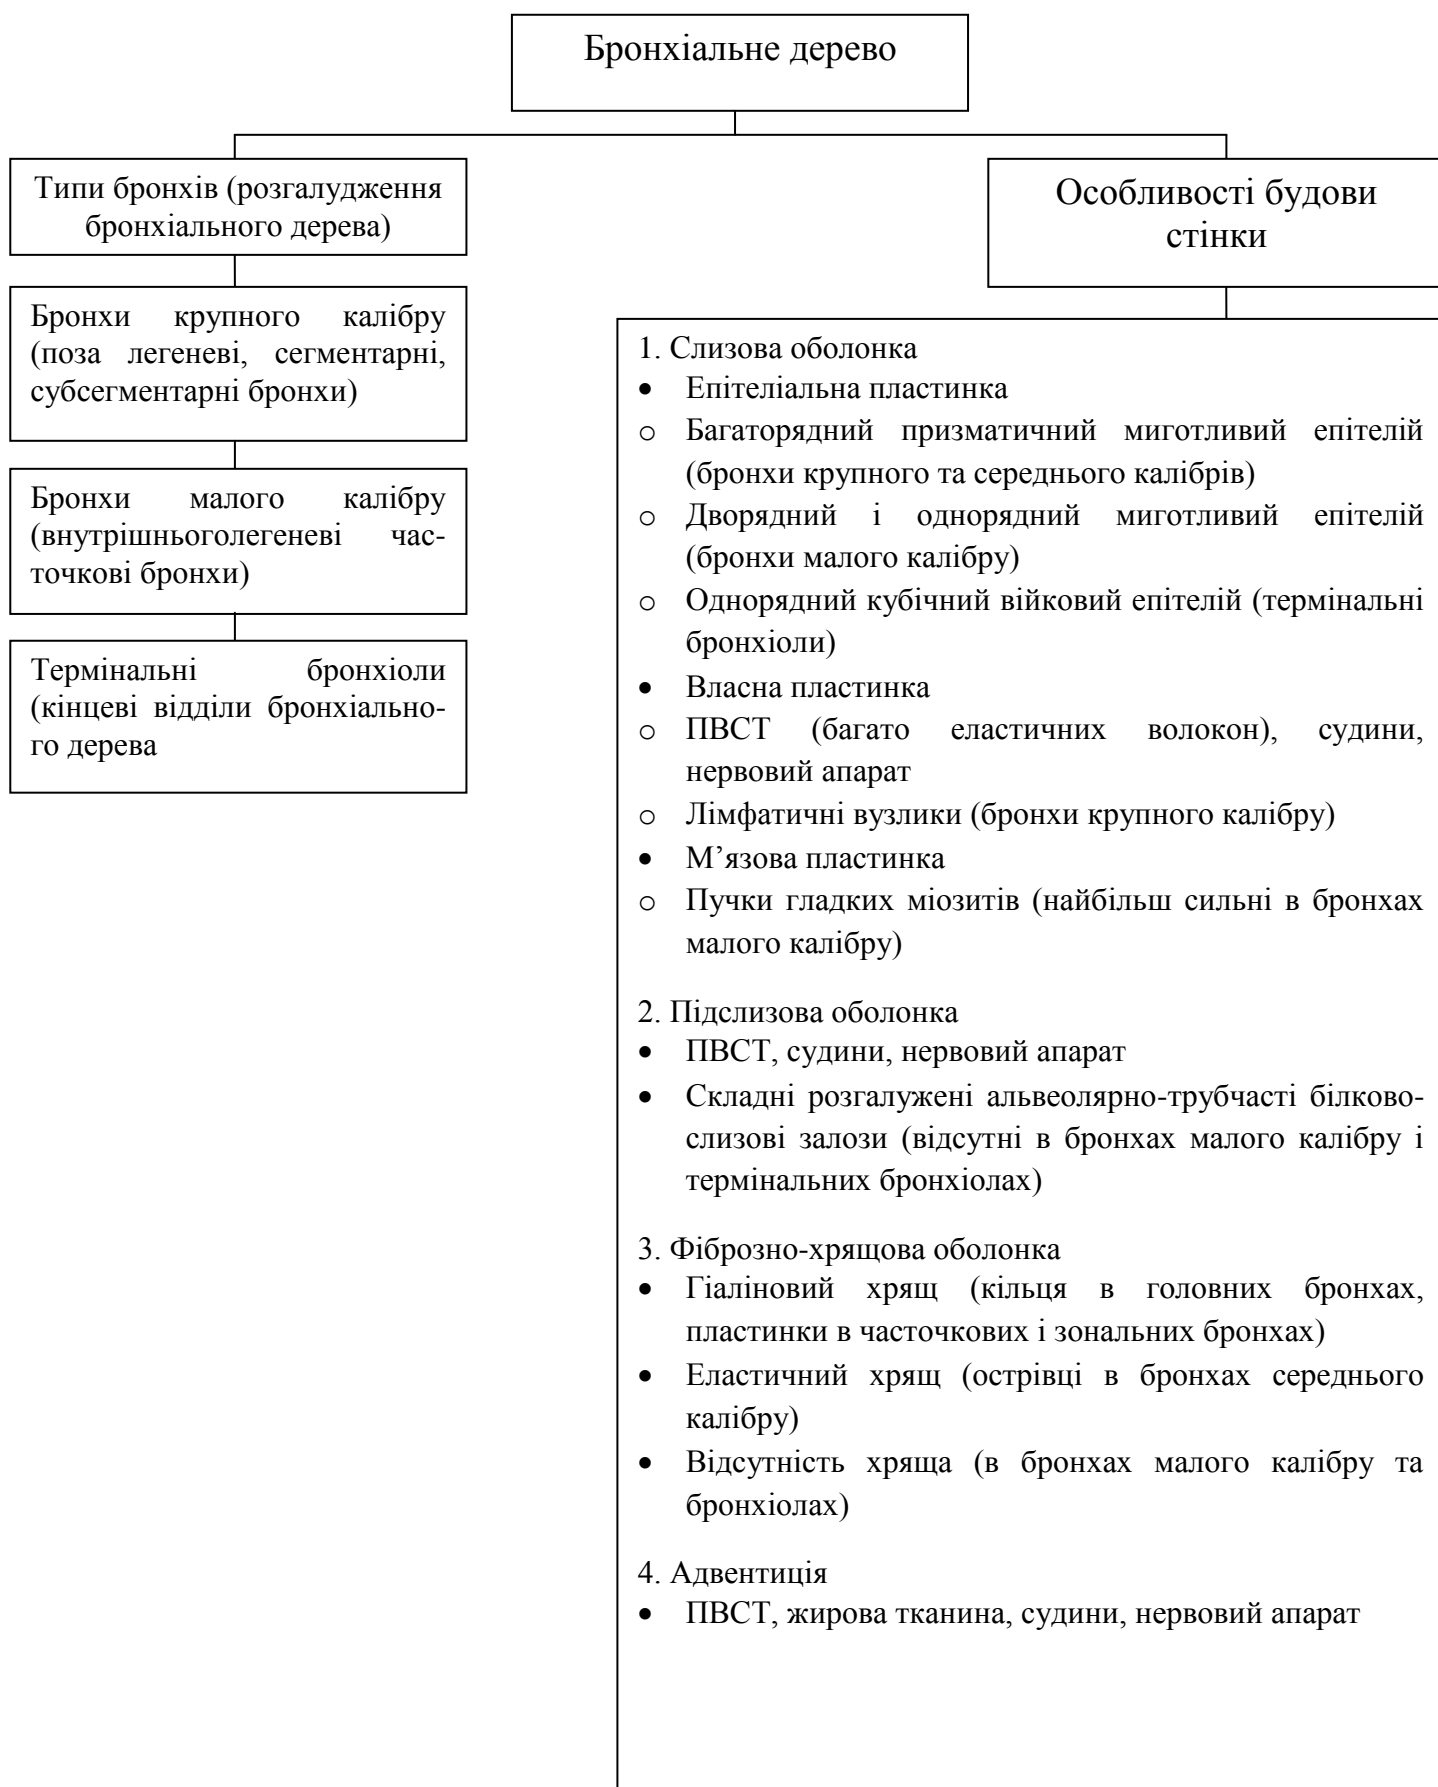 Бронхіальне дерево
Типи бронхів (розгалудження
бронхіального дерева)
Бронхи крупного калібру
(поза легеневі, сегментарні,
субсегментарні бронхи)
Бронхи малого калібру
(внутрішньоголегеневі час-
точкові бронхи)
Термінальні бронхіоли
(кінцеві відділи бронхіально-
го дерева
Особливості будови
стінки
1. Слизова оболонка
• Епітеліальна пластинка
o Багаторядний призматичний миготливий епітелій
(бронхи крупного та середнього калібрів)
o Дворядний і однорядний миготливий епітелій
(бронхи малого калібру)
o Однорядний кубічний війковий епітелій (термінальні
бронхіоли)
• Власна пластинка
o ПВСТ (багато еластичних волокон), судини,
нервовий апарат
o Лімфатичні вузлики (бронхи крупного калібру)
• М’язова пластинка
o Пучки гладких міозитів (найбільш сильні в бронхах
малого калібру)
2. Підслизова оболонка
• ПВСТ, судини, нервовий апарат
• Складні розгалужені альвеолярно-трубчасті білково-
слизові залози (відсутні в бронхах малого калібру і
термінальних бронхіолах)
3. Фіброзно-хрящова оболонка
• Гіаліновий хрящ (кільця в головних бронхах,
пластинки в часточкових і зональних бронхах)
• Еластичний хрящ (острівці в бронхах середнього
калібру)
• Відсутність хряща (в бронхах малого калібру та
бронхіолах)
4. Адвентиція
• ПВСТ, жирова тканина, судини, нервовий апарат